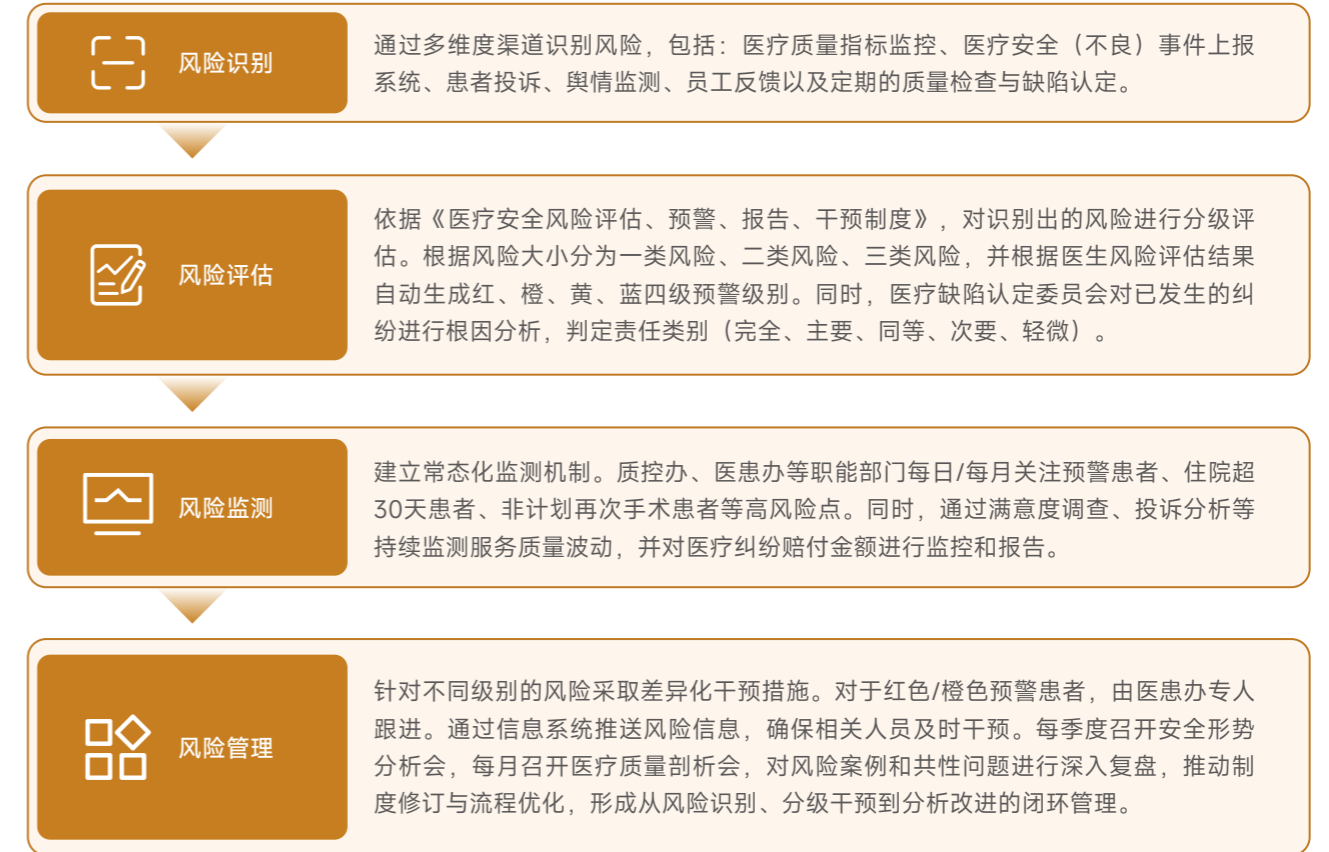 风险识别
通过多维度渠道识别风险，包括：医疗质量指标监控、医疗安全（不良）事件上报
系统、患者投诉、舆情监测、员工反馈以及定期的质量检查与缺陷认定。
风险评估
依据《医疗安全风险评估、预警、报告、干预制度》，对识别出的风险进行分级评
估。根据风险大小分为一类风险、二类风险、三类风险，并根据医生风险评估结果
自动生成红、橙、黄、蓝四级预警级别。同时，医疗缺陷认定委员会对已发生的纠
纷进行根因分析，判定责任类别（完全、主要、同等、次要、轻微）。
风险监测
建立常态化监测机制。质控办、医患办等职能部门每日/每月关注预警患者、住院超
30天患者、非计划再次手术患者等高风险点。同时，通过满意度调查、投诉分析等
持续监测服务质量波动，并对医疗纠纷赔付金额进行监控和报告。
风险管理
针对不同级别的风险采取差异化干预措施。对于红色/橙色预警患者，由医患办专人
跟进。通过信息系统推送风险信息，确保相关人员及时干预。每季度召开安全形势
分析会，每月召开医疗质量剖析会，对风险案例和共性问题进行深入复盘，推动制
度修订与流程优化，形成从风险识别、分级干预到分析改进的闭环管理。